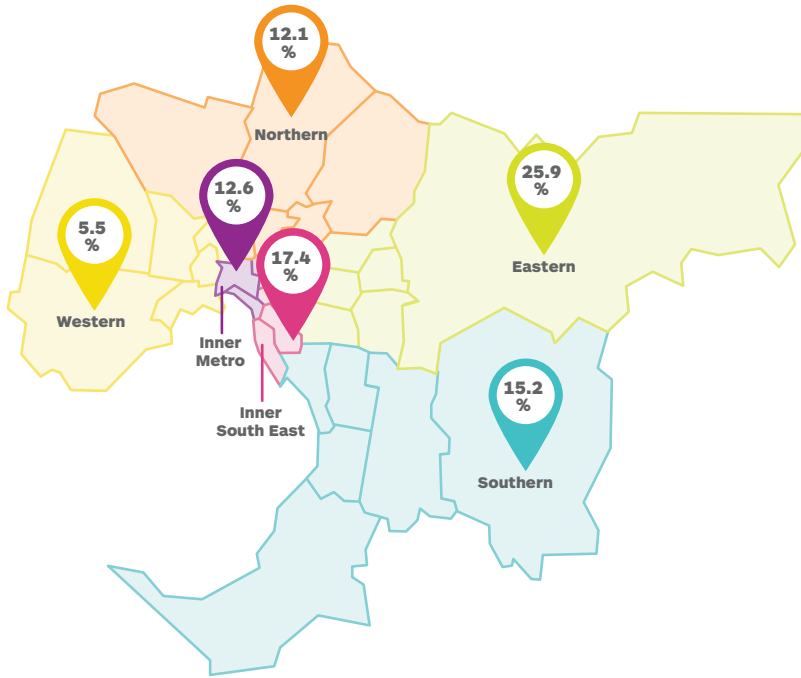 12.1
%
Northern
12.6
%
25.9
%
Eastern
5.5
%
Western
17.4
%
Inner
Metro
Inner
South East
15.2
%
Southern